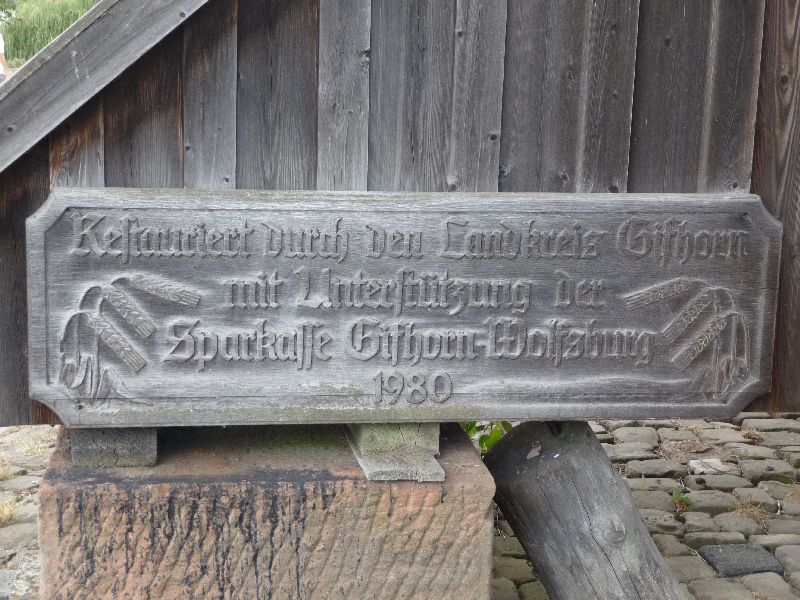 Restauriert durch den Landkreis Gifhorn
mit Unterstützung der
Sparkasse Gifhorn-Wolfsburg
1980